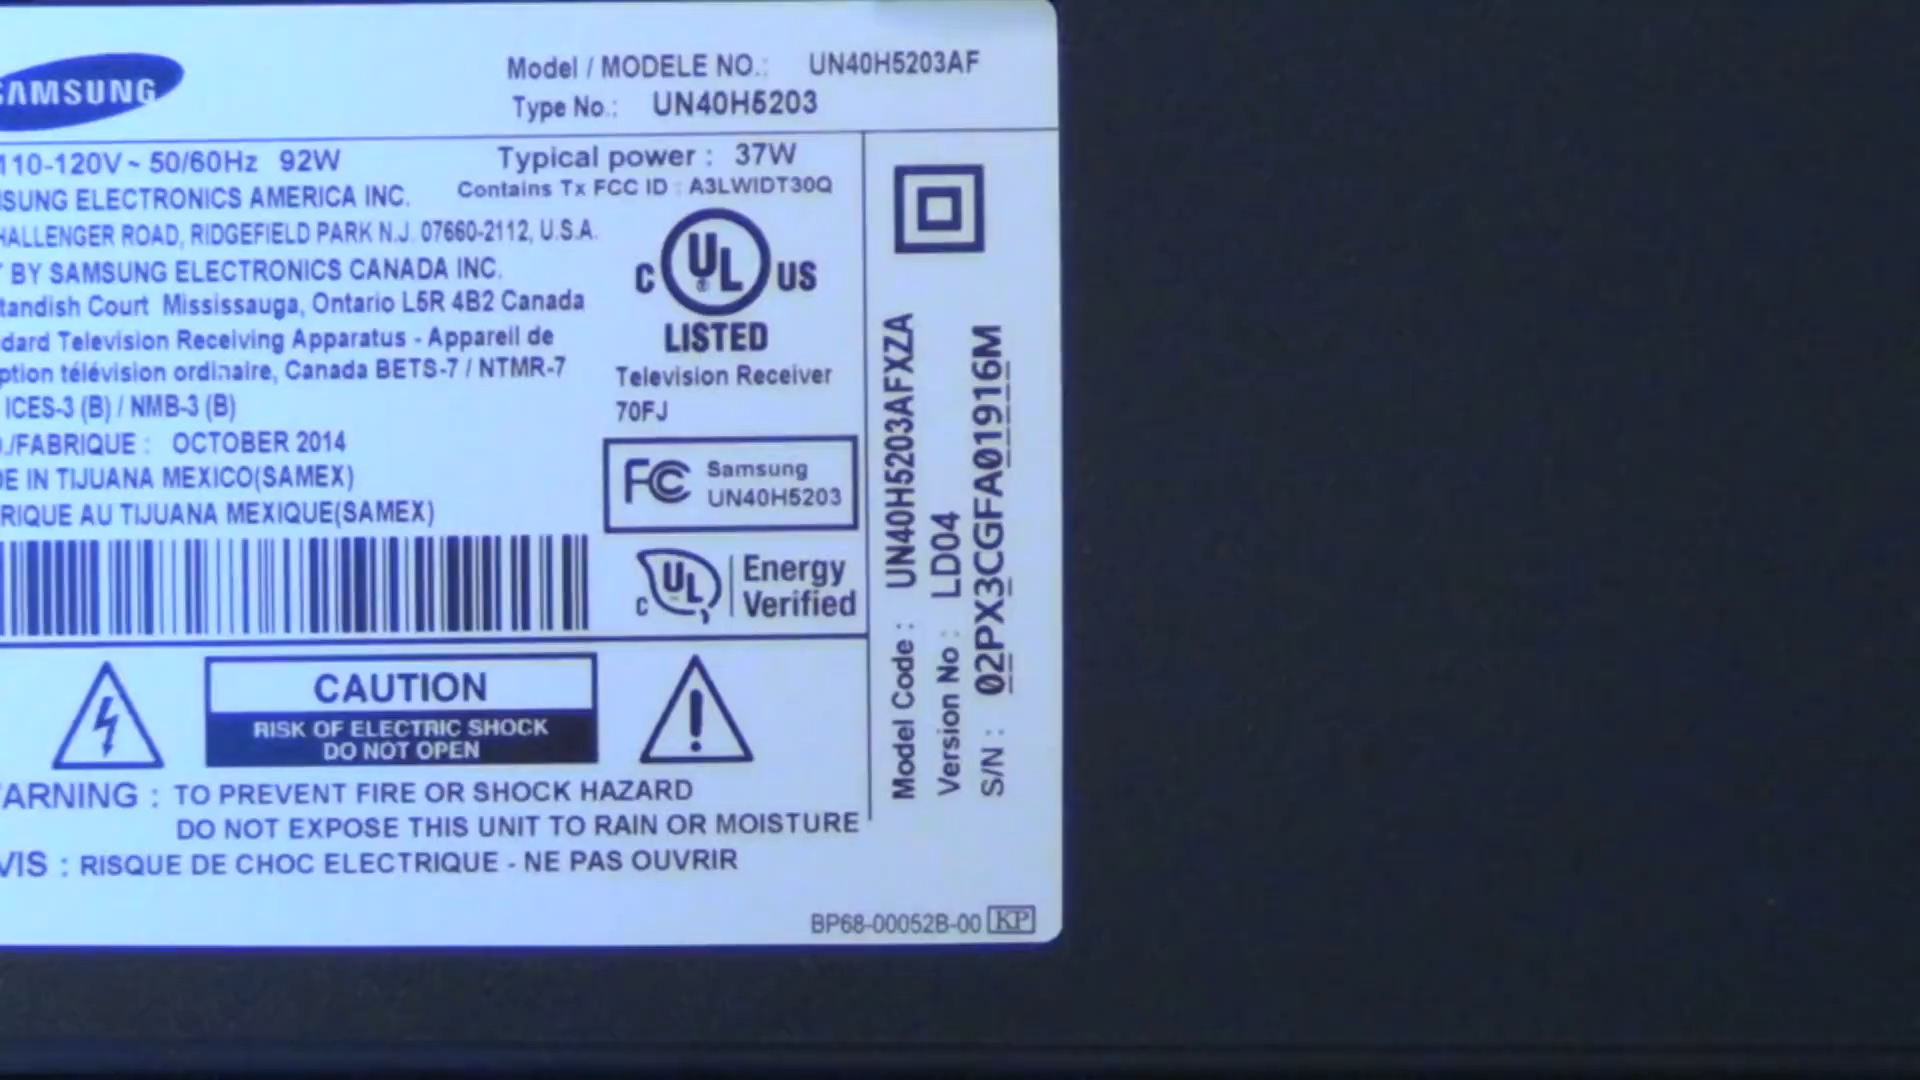 SAMSUNG
Model / MODELE NO.: UN40H5203AF
Type No.: UN40H5203
110-120V ~ 50/60Hz 92W
Typical power : 37W
SUNG ELECTRONICS AMERICA INC.
Contains Tx FCC ID : A3LWIDT30Q
HALLENGER ROAD, RIDGEFIELD PARK N.J. 07660-2112, U.S.A.
BY SAMSUNG ELECTRONICS CANADA INC.
tandish Court Mississauga, Ontario L5R 4B2 Canada
dard Television Receiving Apparatus - Appareil de
ption télévision ordinaire, Canada BETS-7 / NTMR-7
ICES-3 (B) / NMB-3 (B)
./FABRIQUE : OCTOBER 2014
DE IN TIJUANA MEXICO(SAMEX)
RIQUE AU TIJUANA MEXIQUE(SAMEX)
C UL ® US
LISTED
Television Receiver
70FJ
FC Samsung
UN40H5203
C UL Energy
Verified
CAUTION
RISK OF ELECTRIC SHOCK
DO NOT OPEN
ARNING : TO PREVENT FIRE OR SHOCK HAZARD
DO NOT EXPOSE THIS UNIT TO RAIN OR MOISTURE
VIS : RISQUE DE CHOC ELECTRIQUE - NE PAS OUVRIR
Model Code : UN40H5203AFXZA
Version No : LD04
S/N : 02PX3CGFA01916M
BP68-00052B-00 KP